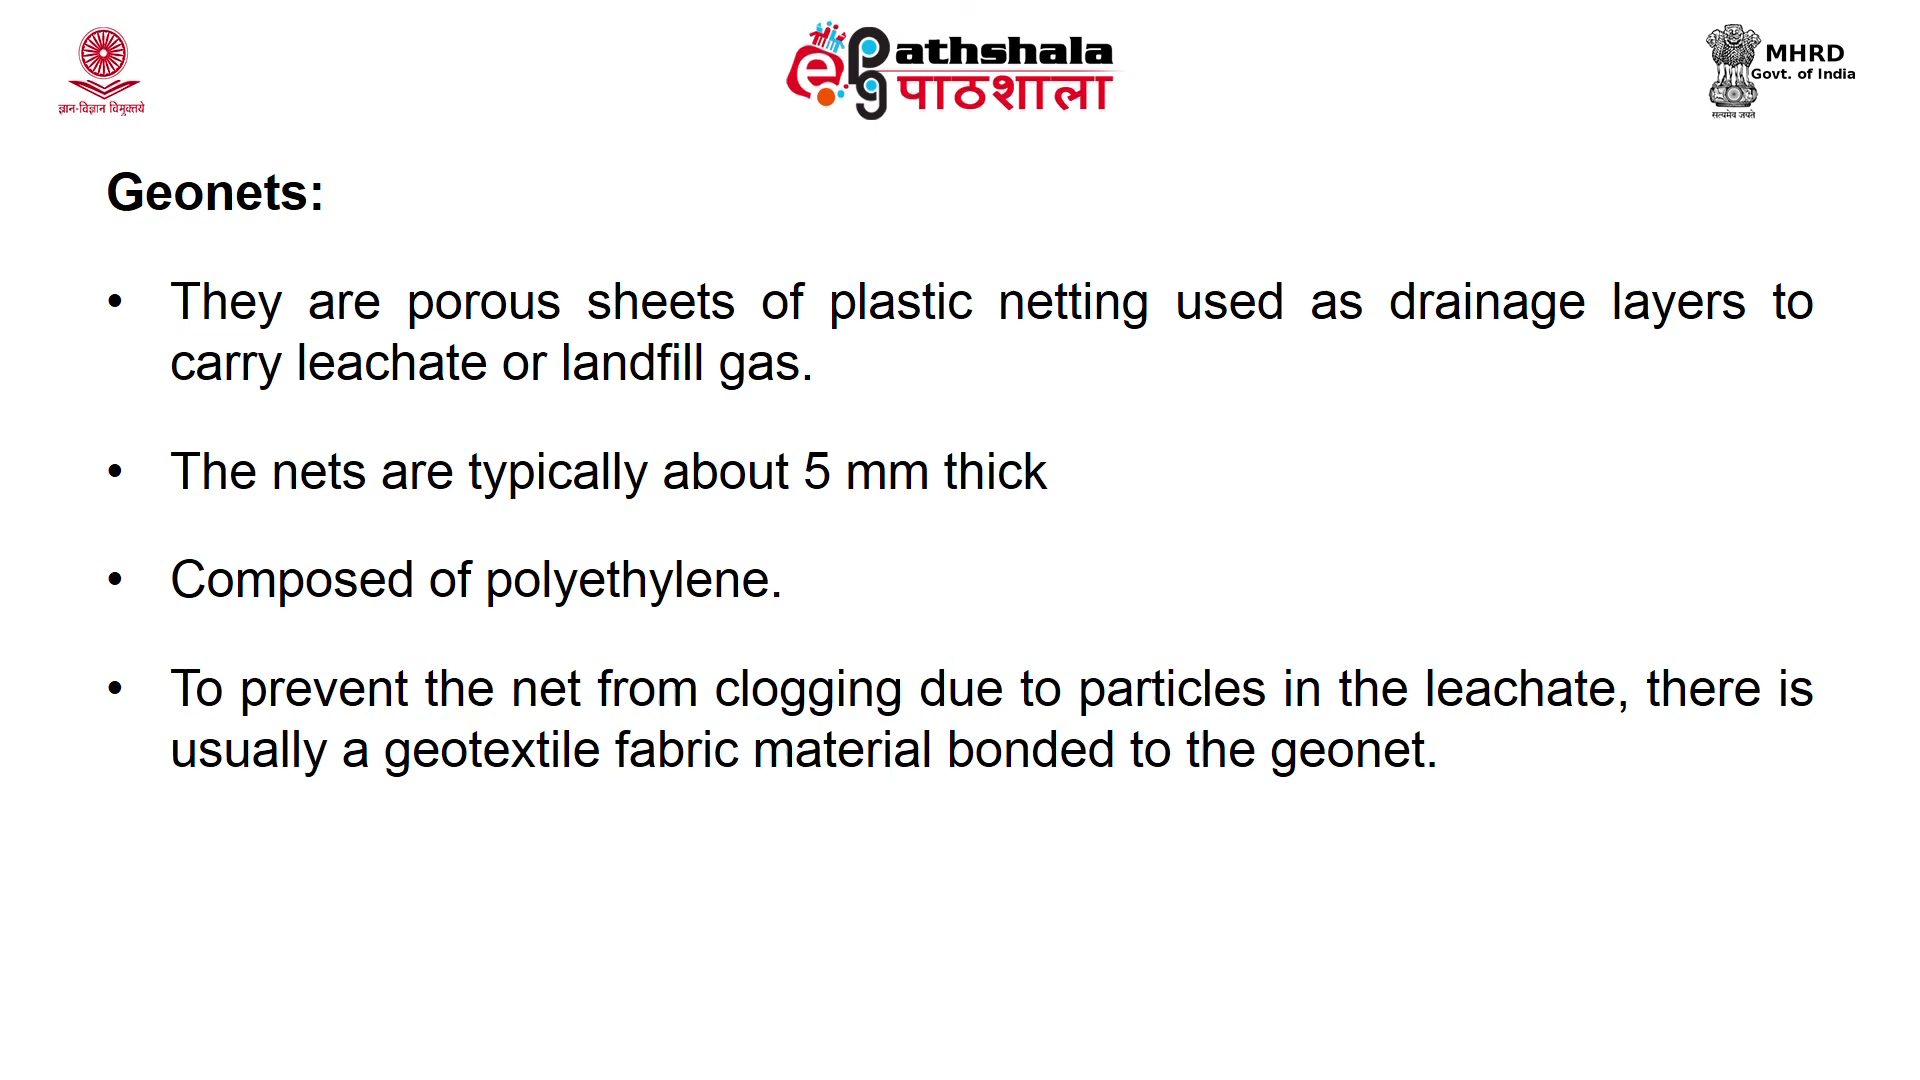 ज्ञान-विज्ञान विमुक्तये
e pg athshala
पाठशाला
MHRD
Govt. of India
सत्यमेव जयते
Geonets:
• They are porous sheets of plastic netting used as drainage layers to
carry leachate or landfill gas.
• The nets are typically about 5 mm thick
• Composed of polyethylene.
• To prevent the net from clogging due to particles in the leachate, there is
usually a geotextile fabric material bonded to the geonet.